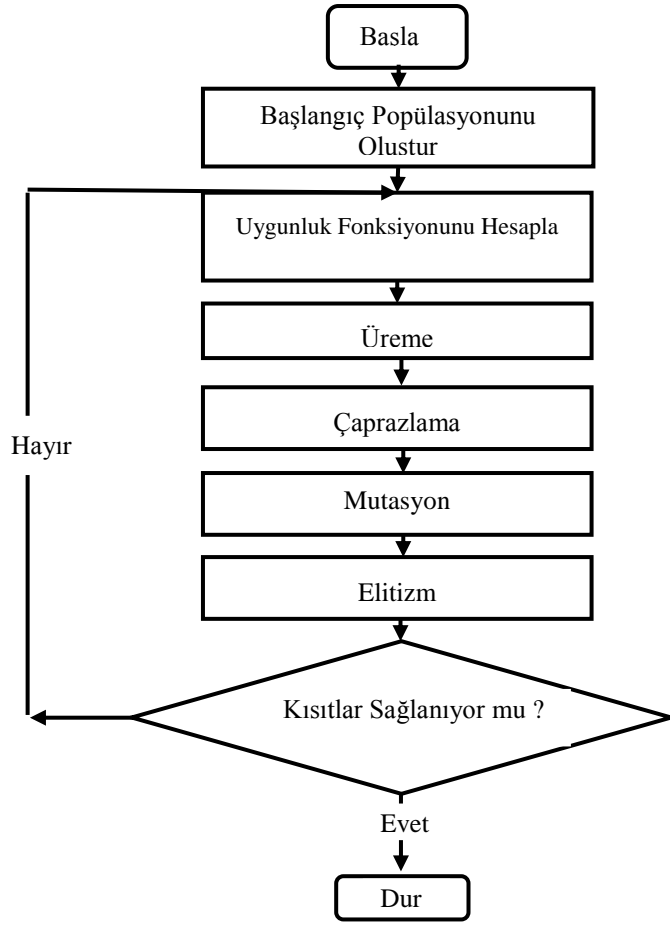 Basla
Başlangıç Popülasyonunu
Olustur
Uygunluk Fonksiyonunu Hesapla
Üreme
Çaprazlama
Hayır
Mutasyon
Elitizm
Kısıtlar Sağlanıyor mu ?
Evet
Dur